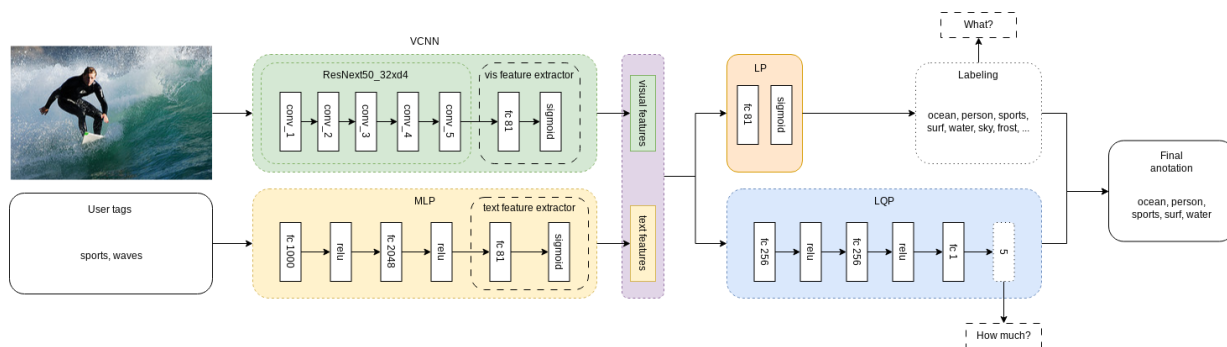 VCNN
ResNext50_32xd4
conv_1
conv_2
conv_3
conv_4
conv_5
vis feature extractor
fc 81
sigmoid
User tags
sports, waves
MLP
fc 1000
relu
fc 2048
relu
text feature extractor
fc 81
sigmoid
visual features
text features
LP
fc 81
sigmoid
What?
Labeling
ocean, person, sports,
surf, water, sky, frost, ...
LQP
fc 256
relu
fc 256
relu
fc 1
5
How much?
Final
anotation
ocean, person,
sports, surf, water